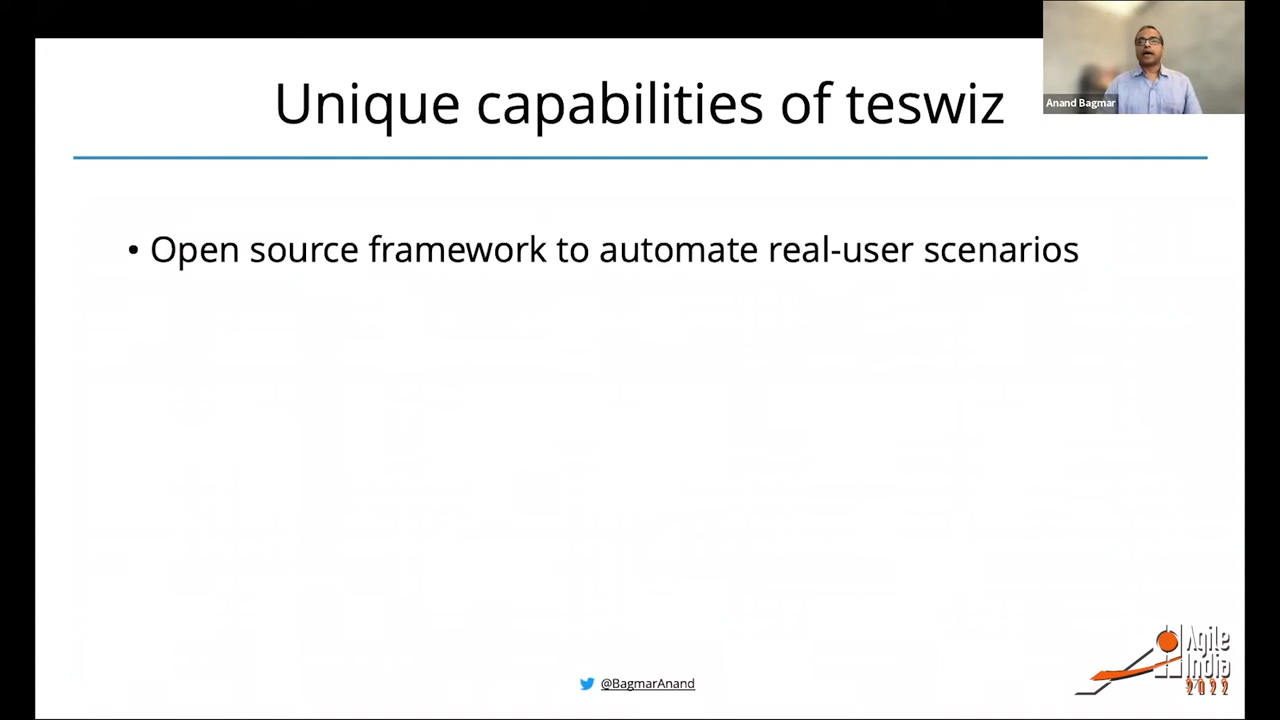 Unique capabilities of teswiz
Anand Bagmar
• Open source framework to automate real-user scenarios
@BagmarAnand
Agile
India
2022